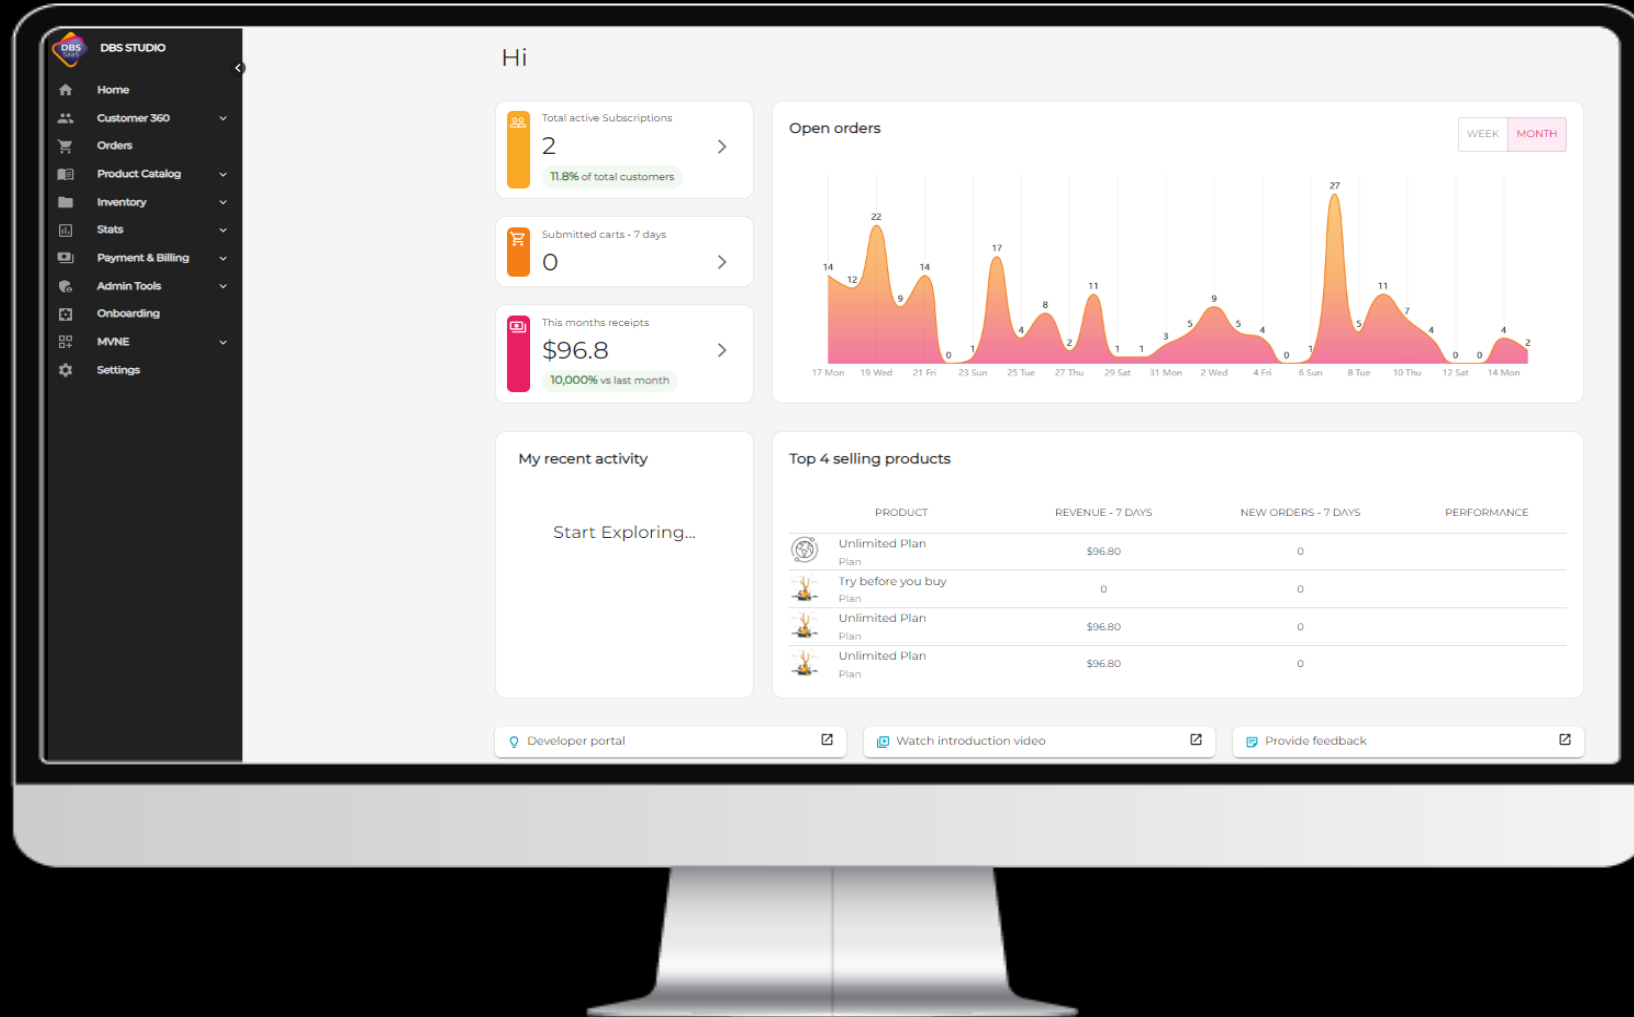 DBS
SaaS
DBS STUDIO
Home
Customer 360
Orders
Product Catalog
Inventory
Stats
Payment & Billing
Admin Tools
Onboarding
MVNE
Settings
Hi
Total active Subscriptions
2
11.8% of total customers
Submitted carts - 7 days
0
This months receipts
$96.8
10,000% vs last month
Open orders
WEEK MONTH
14 12 22 9 14 0 1 17 4 8 2 11 1 1 3 5 9 5 4 0 1 27 5 11 7 4 0 0 4 2
17 Mon 19 Wed 21 Fri 23 Sun 25 Tue 27 Thu 29 Sat 31 Mon 2 Wed 4 Fri 6 Sun 8 Tue 10 Thu 12 Sat 14 Mon
My recent activity
Start Exploring...
Top 4 selling products
PRODUCT REVENUE - 7 DAYS NEW ORDERS - 7 DAYS PERFORMANCE
Unlimited Plan
Plan
$96.80 0
Try before you buy
Plan
0 0
Unlimited Plan
Plan
$96.80 0
Unlimited Plan
Plan
$96.80 0
Developer portal
Watch introduction video
Provide feedback